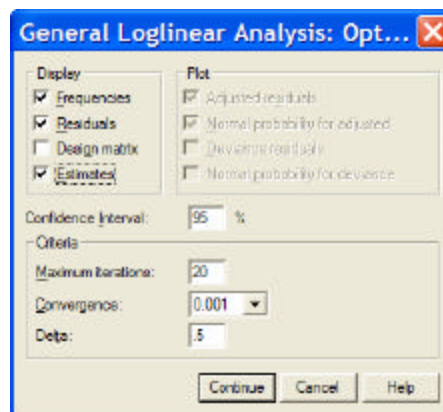 General Loglinear Analysis: Opt...
Display
Frequencies
Residuals
Design matrix
Estimates
Plot
Adjusted residuals
Normal probability for adjusted
Deviance residuals
Normal probability for deviance
Confidence Interval: 95 %
Criteria
Maximum iterations: 20
Convergence: 0.001
Delta: .5
Continue Cancel Help